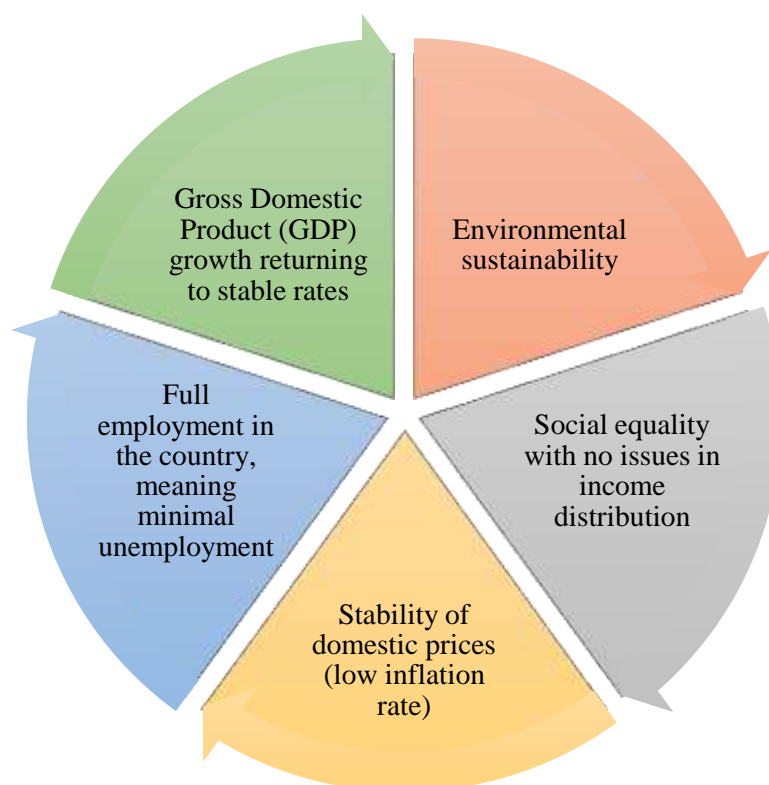 Gross Domestic
Product (GDP)
growth returning
to stable rates
Environmental
sustainability
Full
employment in
the country,
meaning
minimal
unemployment
Social equality
with no issues in
income
distribution
Stability of
domestic prices
(low inflation
rate)